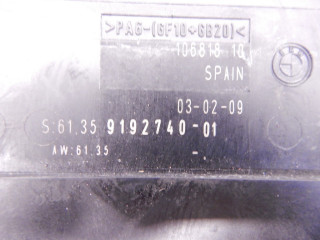 >PA6-(GF10+GB20)<
106818 10
SPAIN
03-02-09
S:61.35 9192740-01
AW:61.35